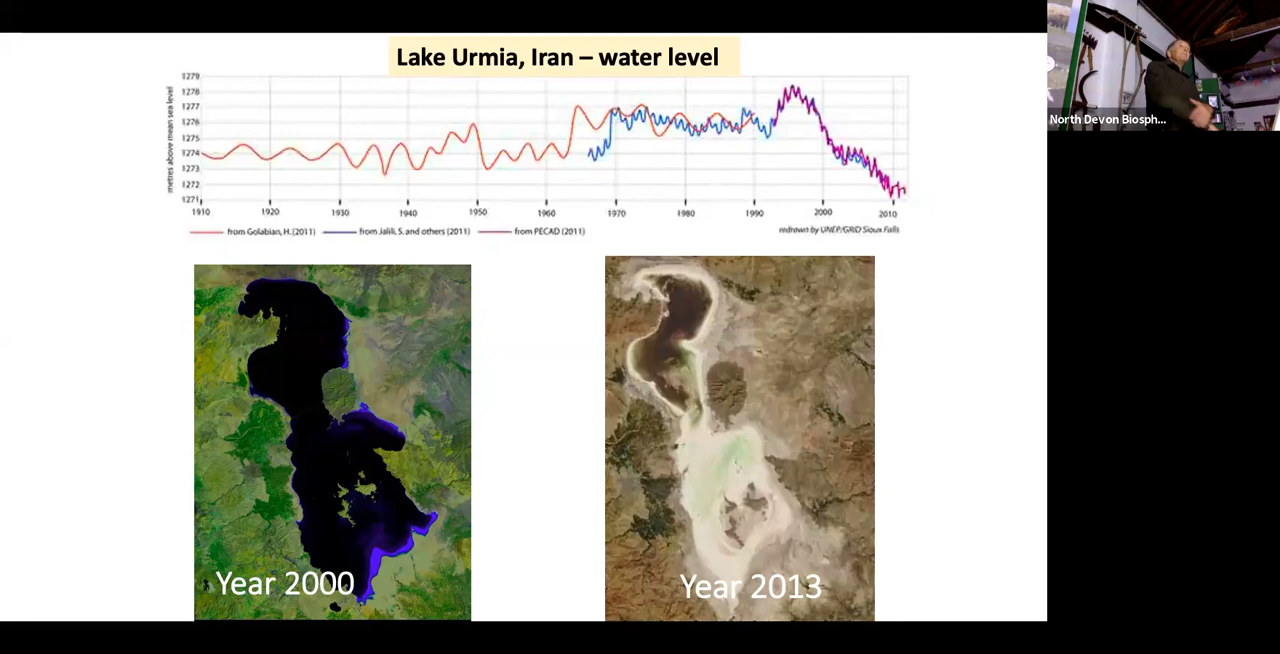 Lake Urmia, Iran – water level
metres above mean sea level
1279
1278
1277
1276
1275
1274
1273
1272
1271
1910 1920 1930 1940 1950 1960 1970 1980 1990 2000 2010
from Golabian, H.(2011) from Jalili, S. and others (2011) from PECAD (2011)
redrawn by UNEP/GRID Sioux Falls
Year 2000
Year 2013
North Devon Biosph...